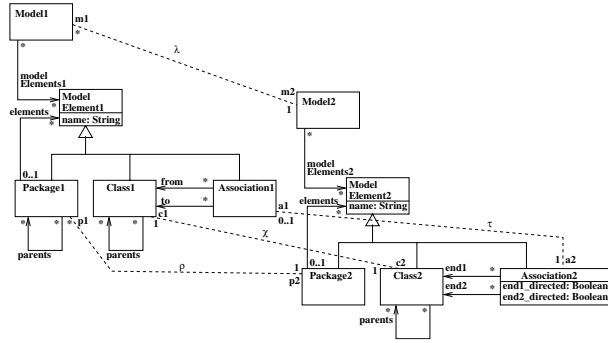 Model1
m1
*
*
λ
model
Elements1
*
elements
*
Model
Element1
name: String
m2
1
Model2
*
model
Elements2
*
elements
*
Model
Element2
name: String
0..1
Package1
Class1
from
*
to
*
Association1
*
*
*
p1
*
*
c1
1
a1
0..1
parents
parents
χ
τ
ρ
0..1
1
p2
Package2
1
c2
Class2
end1
*
end2
*
1
a2
Association2
end1_directed: Boolean
end2_directed: Boolean
parents
*
*